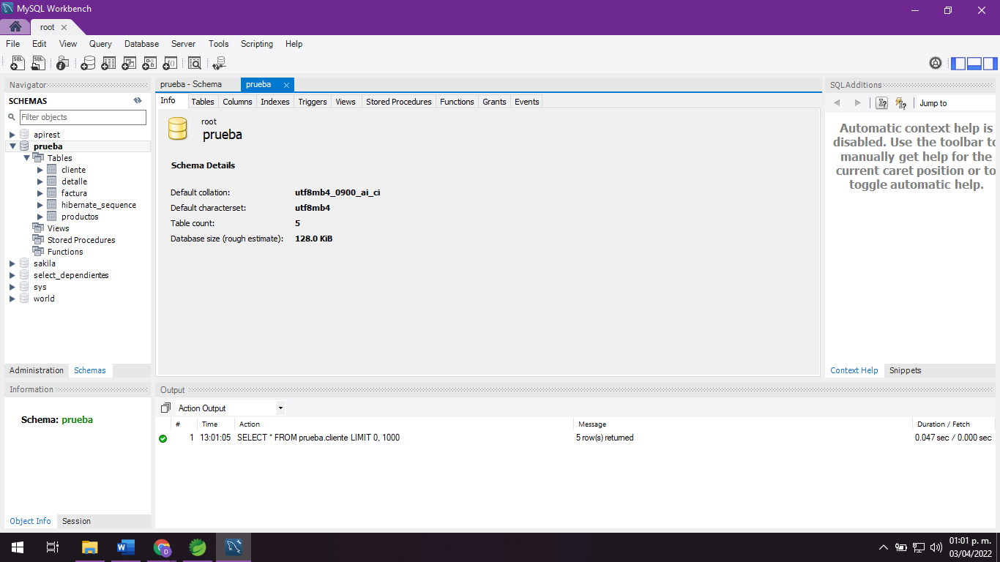 MySQL Workbench
root
File Edit View Query Database Server Tools Scripting Help
Navigator
SCHEMAS
Filter objects
apirest
prueba
Tables
cliente
detalle
factura
hibernate_sequence
productos
Views
Stored Procedures
Functions
sakila
select_dependientes
sys
world
Administration Schemas
Information
Schema: prueba
Object Info Session
prueba - Schema prueba
Info Tables Columns Indexes Triggers Views Stored Procedures Functions Grants Events
root
prueba
Schema Details
Default collation: utf8mb4_0900_ai_ci
Default characterset: utf8mb4
Table count: 5
Database size (rough estimate): 128.0 KiB
SQLAdditions
Jump to
Automatic context help is
disabled. Use the toolbar to
manually get help for the
current caret position or to
toggle automatic help.
Context Help Snippets
Output
Action Output
# Time Action Message Duration / Fetch
1 13:01:05 SELECT * FROM prueba.cliente LIMIT 0, 1000 5 row(s) returned 0.047 sec / 0.000 sec
01:01 p. m.
03/04/2022